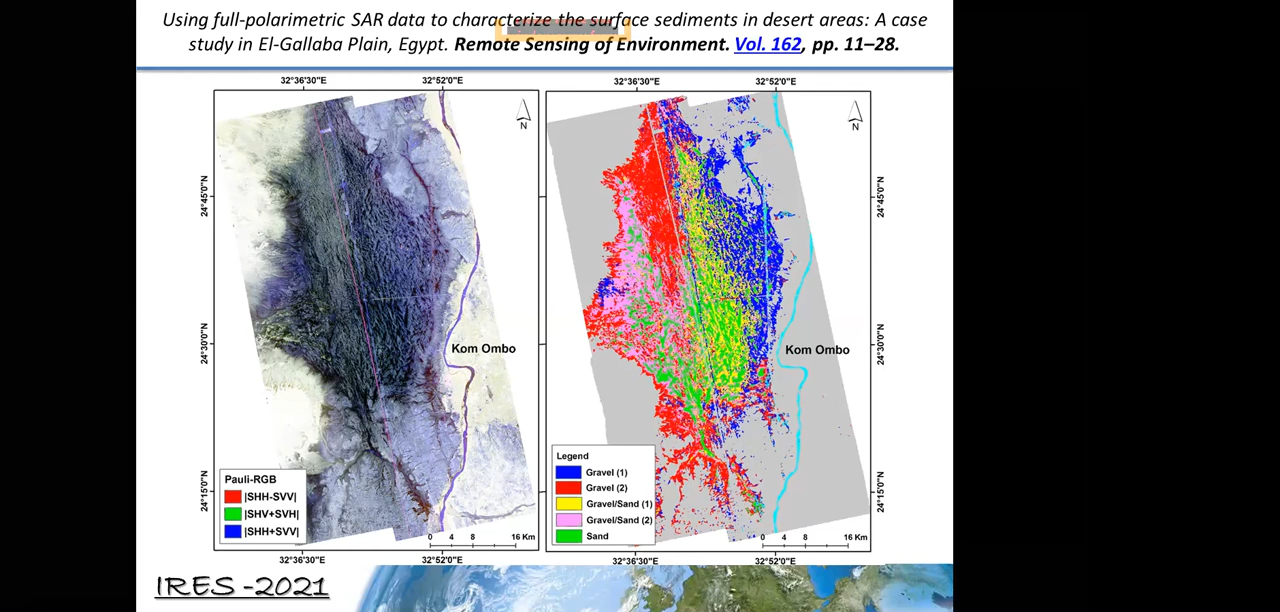 Using full-polarimetric SAR data to characterize the surface sediments in desert areas: A case
study in El-Gallaba Plain, Egypt. Remote Sensing of Environment. Vol. 162, pp. 11–28.
32°36'30"E
32°52'0"E
32°36'30"E
32°52'0"E
N
N
24°45'0"N
24°45'0"N
24°30'0"N
Kom Ombo
Kom Ombo
24°30'0"N
24°15'0"N
24°15'0"N
Pauli-RGB
|SHH-SVV|
|SHV+SVH|
|SHH+SVV|
Legend
Gravel (1)
Gravel (2)
Gravel/Sand (1)
Gravel/Sand (2)
Sand
0 4 8 16 Km
0 4 8 16 Km
32°36'30"E
32°52'0"E
32°36'30"E
32°52'0"E
IRES -2021